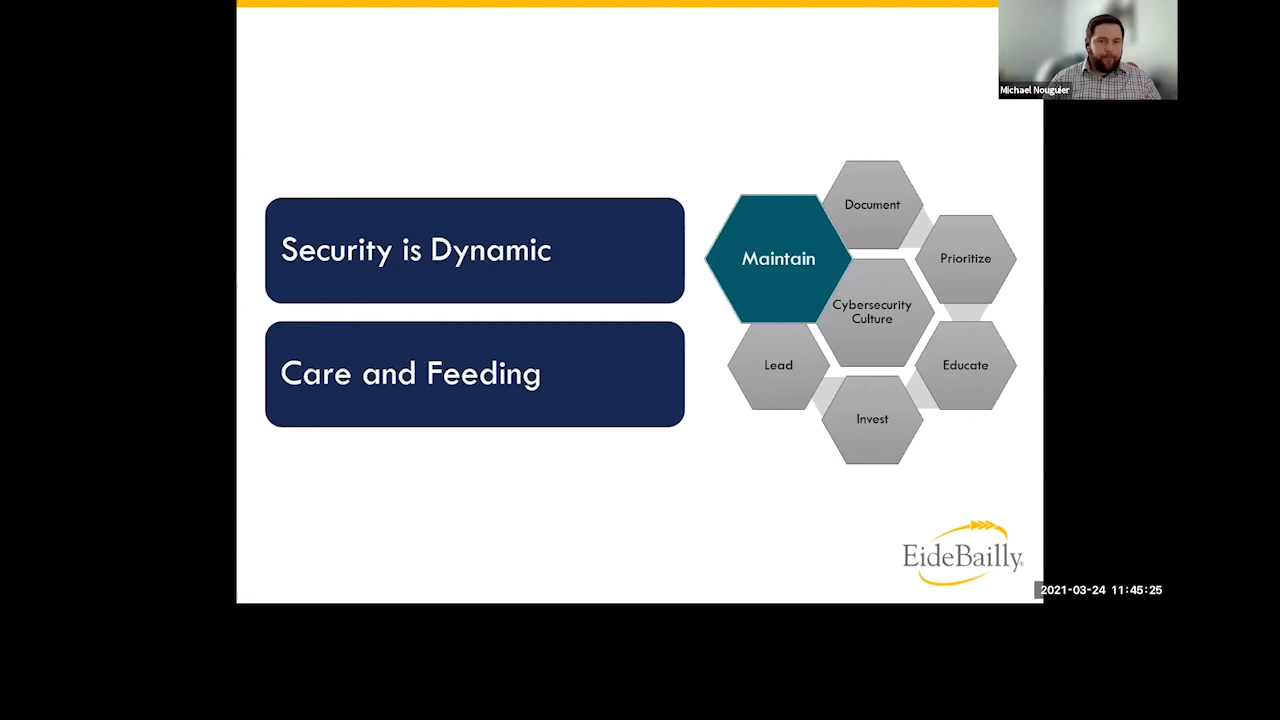 Michael Nouguier
Security is Dynamic
Care and Feeding
Document
Maintain
Prioritize
Cybersecurity
Culture
Lead
Educate
Invest
EideBailly®
2021-03-24 11:45:25